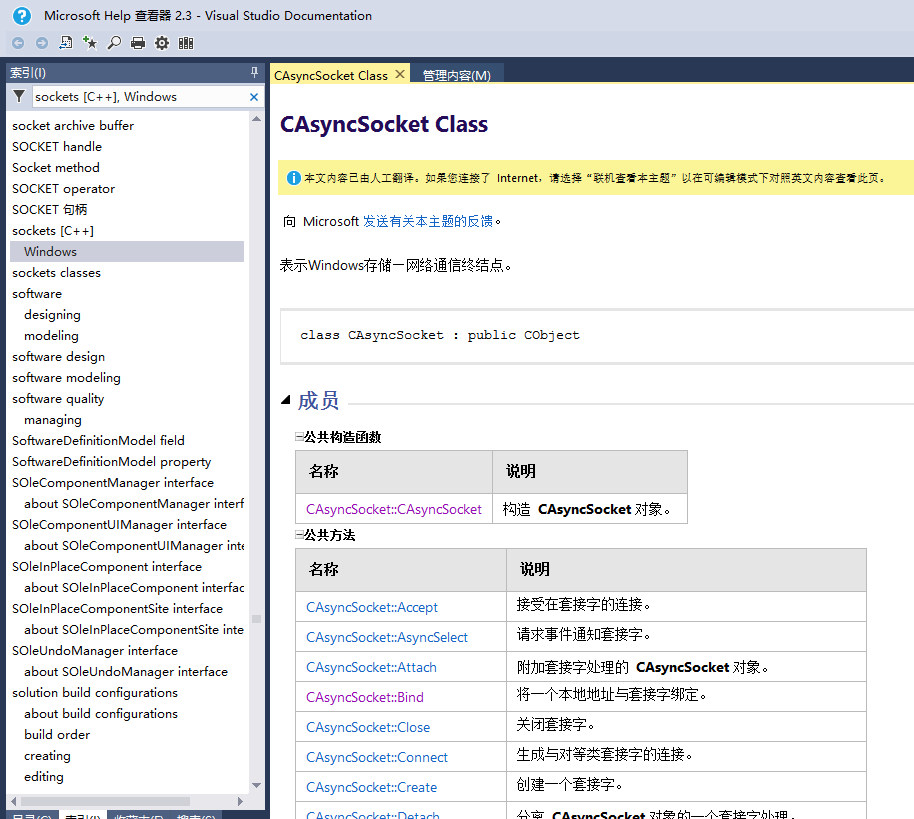 Microsoft Help 查看器 2.3 - Visual Studio Documentation
索引(I)
sockets [C++], Windows
socket archive buffer
SOCKET handle
Socket method
SOCKET operator
SOCKET 句柄
sockets [C++]
Windows
sockets classes
software
designing
modeling
software design
software modeling
software quality
managing
SoftwareDefinitionModel field
SoftwareDefinitionModel property
SOleComponentManager interface
about SOleComponentManager interf
SOleComponentUIManager interface
about SOleComponentUIManager inte
SOleInPlaceComponent interface
about SOleInPlaceComponent interfac
SOleInPlaceComponentSite interface
about SOleInPlaceComponentSite inte
SOleUndoManager interface
about SOleUndoManager interface
solution build configurations
about build configurations
build order
creating
editing
目录(C) 索引(I) 收藏夹(F) 搜索(S)
CAsyncSocket Class 管理内容(M)
CAsyncSocket Class
本文内容已由人工翻译。如果您连接了 Internet，请选择“联机查看本主题”以在可编辑模式下对照英文内容查看此页。
向 Microsoft 发送有关本主题的反馈。
表示Windows存储—网络通信终结点。
class CAsyncSocket : public CObject
成员
公共构造函数
名称 说明
CAsyncSocket::CAsyncSocket 构造 CAsyncSocket 对象。
公共方法
名称 说明
CAsyncSocket::Accept 接受在套接字的连接。
CAsyncSocket::AsyncSelect 请求事件通知套接字。
CAsyncSocket::Attach 附加套接字处理的 CAsyncSocket 对象。
CAsyncSocket::Bind 将一个本地地址与套接字绑定。
CAsyncSocket::Close 关闭套接字。
CAsyncSocket::Connect 生成与对等类套接字的连接。
CAsyncSocket::Create 创建一个套接字。
CAsyncSocket::Detach 分离 CAsyncSocket 对象的一个套接字处理。